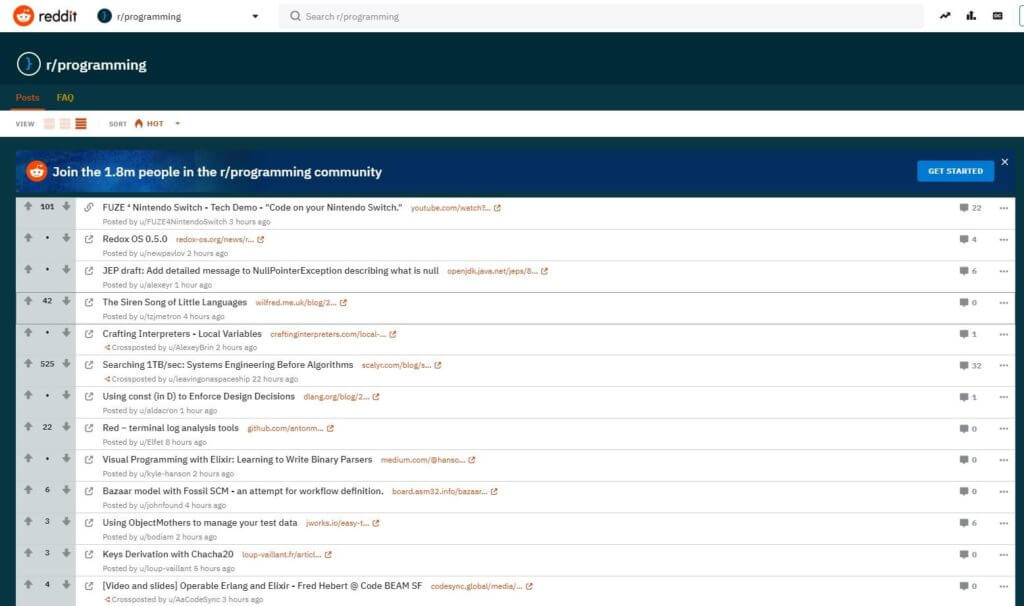 reddit r/programming Search r/programming
r/programming
Posts FAQ
VIEW SORT HOT
Join the 1.8m people in the r/programming community GET STARTED
101 FUZE⁴ Nintendo Switch - Tech Demo - "Code on your Nintendo Switch." youtube.com/watch?... 22
Posted by u/FUZE4NintendoSwitch 3 hours ago
• Redox OS 0.5.0 redox-os.org/news/r... 4
Posted by u/newpavlov 2 hours ago
• JEP draft: Add detailed message to NullPointerException describing what is null openjdk.java.net/jeps/8... 6
Posted by u/alexeyr 1 hour ago
42 The Siren Song of Little Languages wilfred.me.uk/blog/2... 0
Posted by u/tzjmetron 4 hours ago
• Crafting Interpreters - Local Variables craftinginterpreters.com/local-... 1
Crossposted by u/AlexeyBrin 2 hours ago
525 Searching 1TB/sec: Systems Engineering Before Algorithms scalyr.com/blog/s... 32
Crossposted by u/leavingonaspaceship 22 hours ago
• Using const (in D) to Enforce Design Decisions dlang.org/blog/2... 1
Posted by u/aldacron 1 hour ago
22 Red – terminal log analysis tools github.com/antonm... 0
Posted by u/Elfet 8 hours ago
• Visual Programming with Elixir: Learning to Write Binary Parsers medium.com/@hanso... 0
Posted by u/kyle-hanson 2 hours ago
6 Bazaar model with Fossil SCM - an attempt for workflow definition. board.asm32.info/bazaar... 0
Posted by u/johnfound 4 hours ago
3 Using ObjectMothers to manage your test data jworks.io/easy-t... 6
Posted by u/bodiam 2 hours ago
3 Keys Derivation with Chacha20 loup-vaillant.fr/articl... 0
Posted by u/loup-vaillant 5 hours ago
4 [Video and slides] Operable Erlang and Elixir - Fred Hebert @ Code BEAM SF codesync.global/media/... 0
Crossposted by u/AaCodeSync 3 hours ago